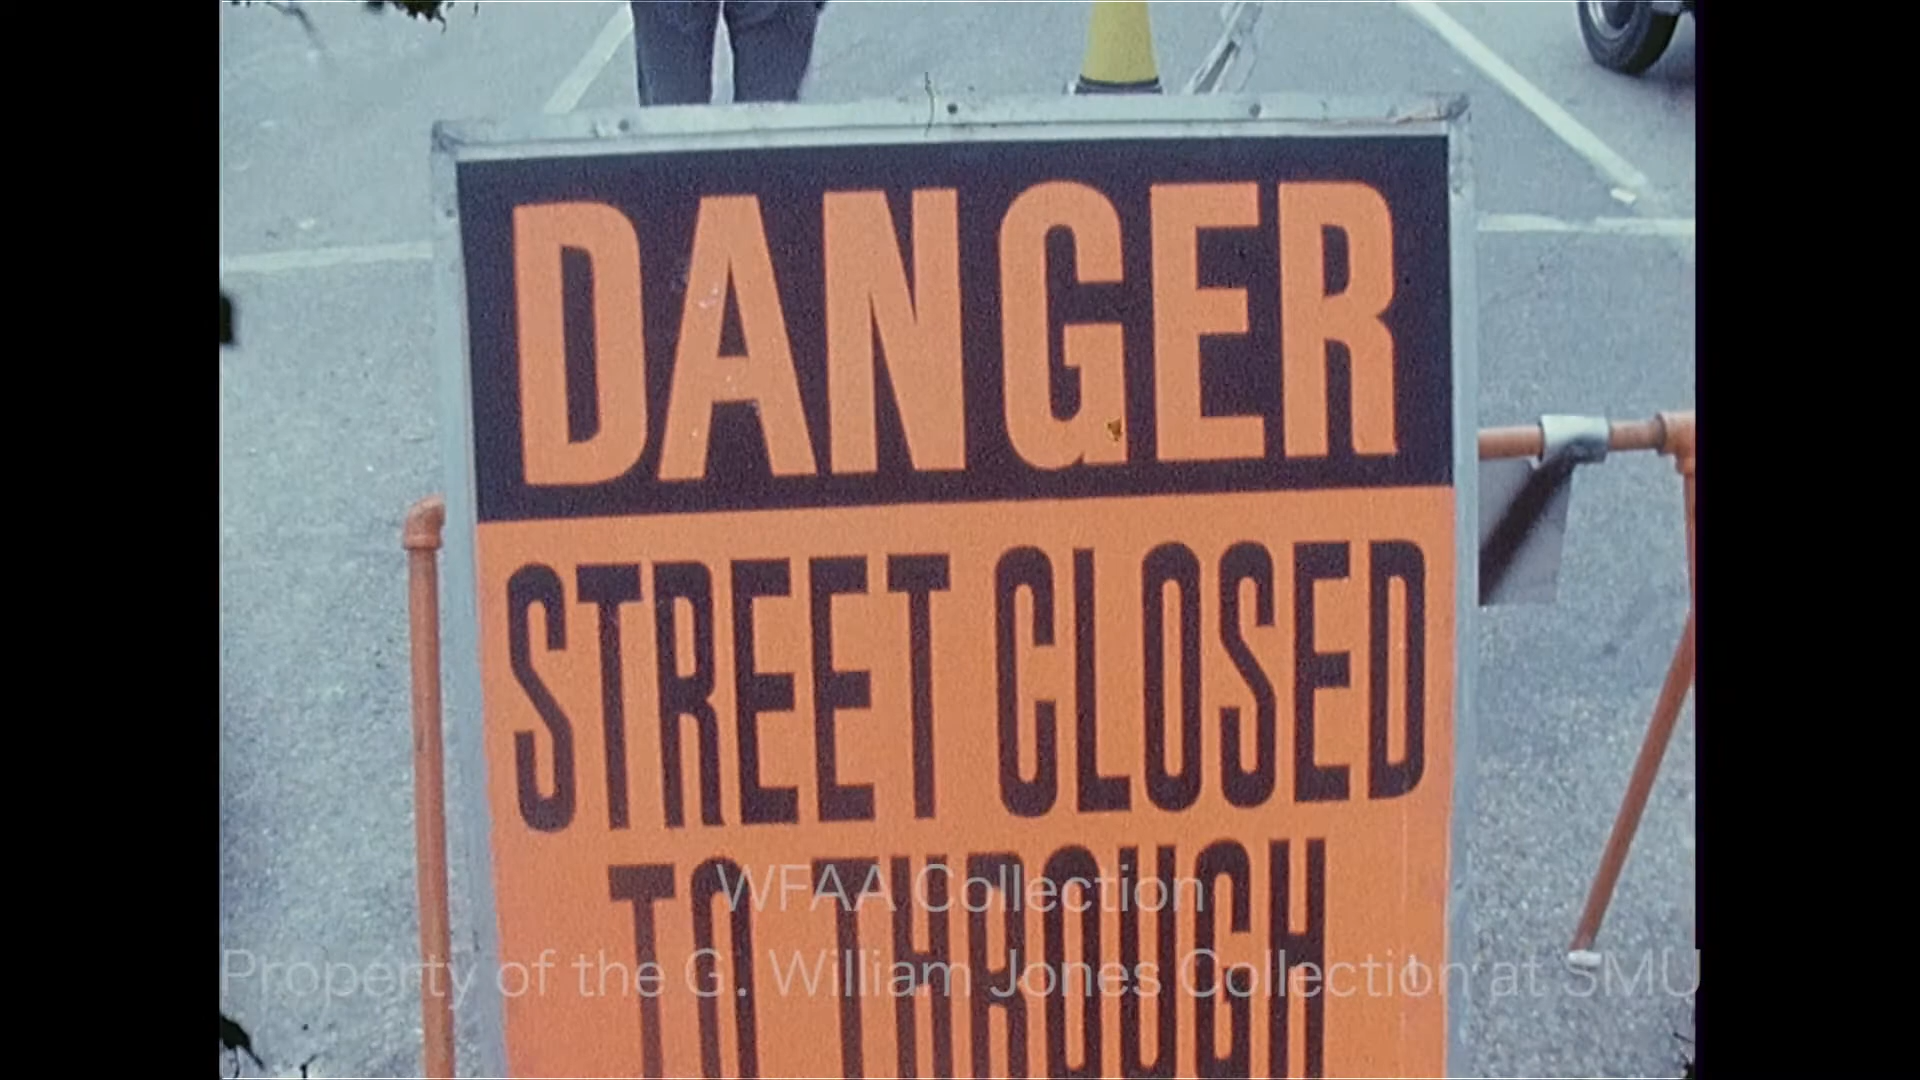 DANGER
STREET CLOSED
TO THROUGH
WFAA Collection
Property of the G. William Jones Collection at SMU